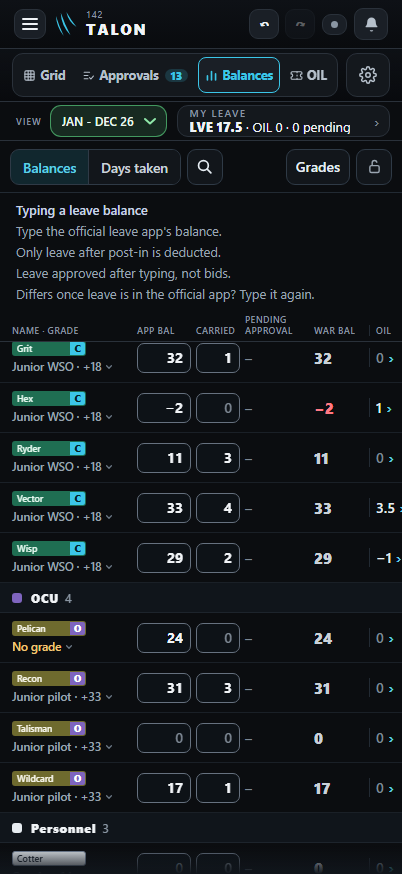 142
TALON
Grid
Approvals 13
Balances
OIL
VIEW
JAN - DEC 26
MY LEAVE
LVE 17.5 · OIL 0 · 0 pending
Balances
Days taken
Grades
Typing a leave balance
Type the official leave app's balance.
Only leave after post-in is deducted.
Leave approved after typing, not bids.
Differs once leave is in the official app? Type it again.
NAME · GRADE APP BAL CARRIED PENDING APPROVAL WAR BAL OIL
Grit C
Junior WSO · +18 32 1 – 32 0 ›
Hex C
Junior WSO · +18 −2 0 – −2 1 ›
Ryder C
Junior WSO · +18 11 3 – 11 0 ›
Vector C
Junior WSO · +18 33 4 – 33 3.5 ›
Wisp C
Junior WSO · +18 29 2 – 29 −1 ›
OCU 4
Pelican O
No grade 24 0 – 24 0 ›
Recon O
Junior pilot · +33 31 3 – 31 0 ›
Talisman O
Junior pilot · +33 0 0 – 0 0 ›
Wildcard O
Junior pilot · +33 17 1 – 17 0 ›
Personnel 3
Cotter
0 0 – 0 0 ›